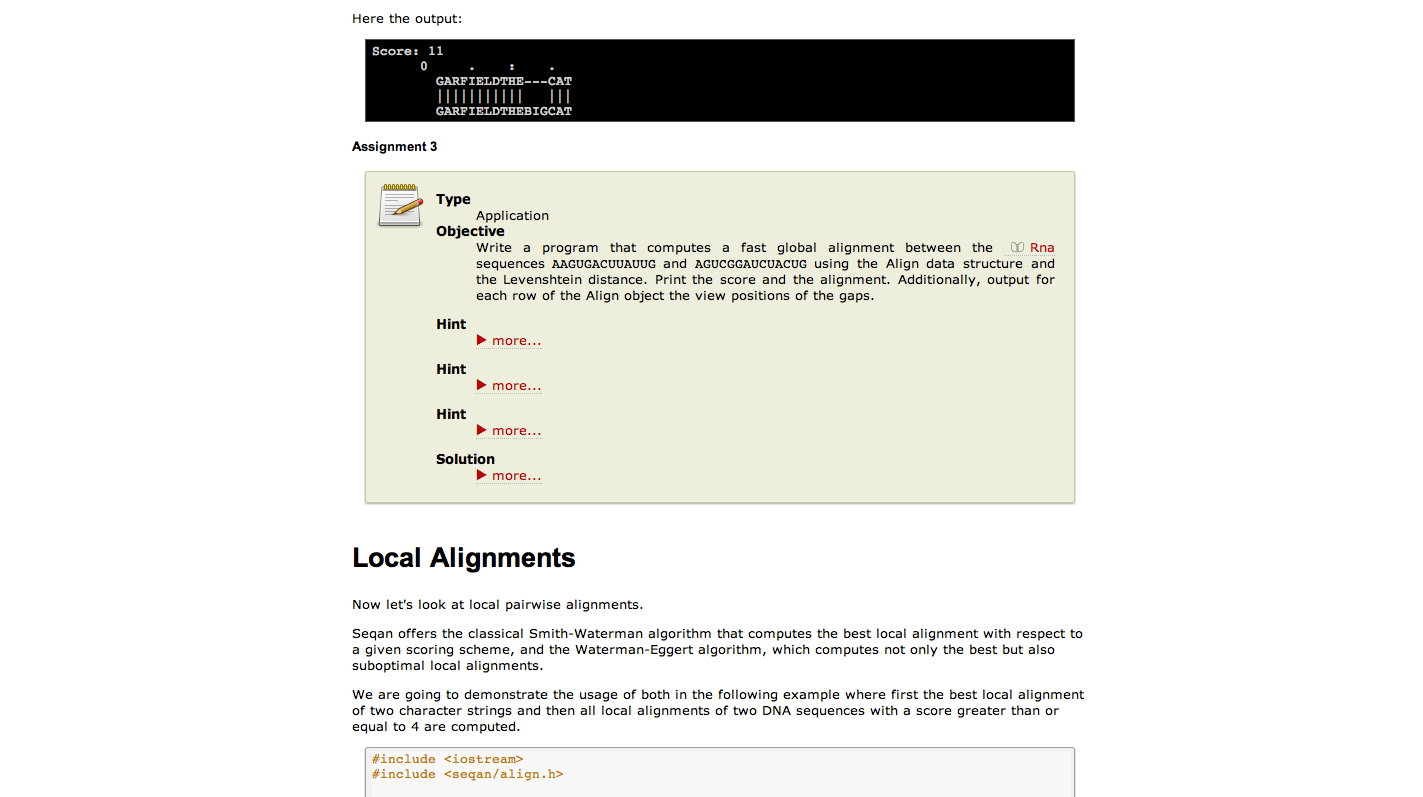 Here the output:
Score: 11
0     .    :    .
GARFIELDTHE---CAT
|||||||||||   |||
GARFIELDTHEBIGCAT
Assignment 3
Type
Application
Objective
Write a program that computes a fast global alignment between the Rna
sequences AAGUGACUUAUUG and AGUCGGAUCUACUG using the Align data structure and
the Levenshtein distance. Print the score and the alignment. Additionally, output for
each row of the Align object the view positions of the gaps.
Hint
more...
Hint
more...
Hint
more...
Solution
more...
Local Alignments
Now let's look at local pairwise alignments.
Seqan offers the classical Smith-Waterman algorithm that computes the best local alignment with respect to
a given scoring scheme, and the Waterman-Eggert algorithm, which computes not only the best but also
suboptimal local alignments.
We are going to demonstrate the usage of both in the following example where first the best local alignment
of two character strings and then all local alignments of two DNA sequences with a score greater than or
equal to 4 are computed.
#include <iostream>
#include <seqan/align.h>